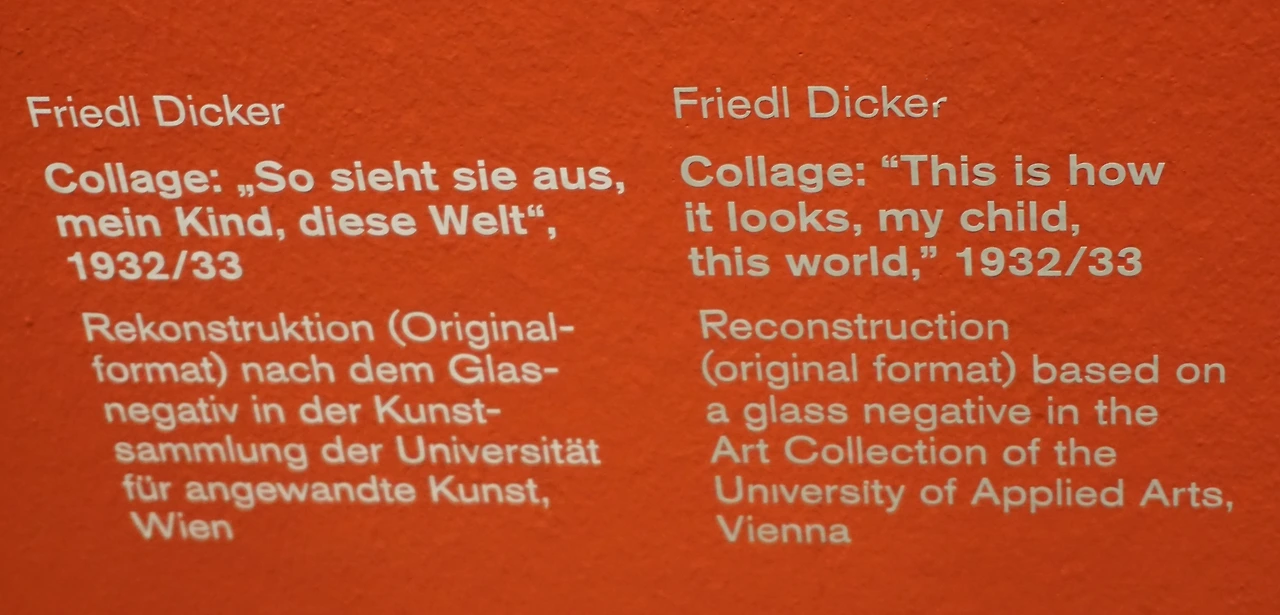 Friedl Dicker
Collage: „So sieht sie aus,
mein Kind, diese Welt“,
1932/33
Rekonstruktion (Original-
format) nach dem Glas-
negativ in der Kunst-
sammlung der Universität
für angewandte Kunst,
Wien
Friedl Dicker
Collage: “This is how
it looks, my child,
this world,” 1932/33
Reconstruction
(original format) based on
a glass negative in the
Art Collection of the
University of Applied Arts,
Vienna